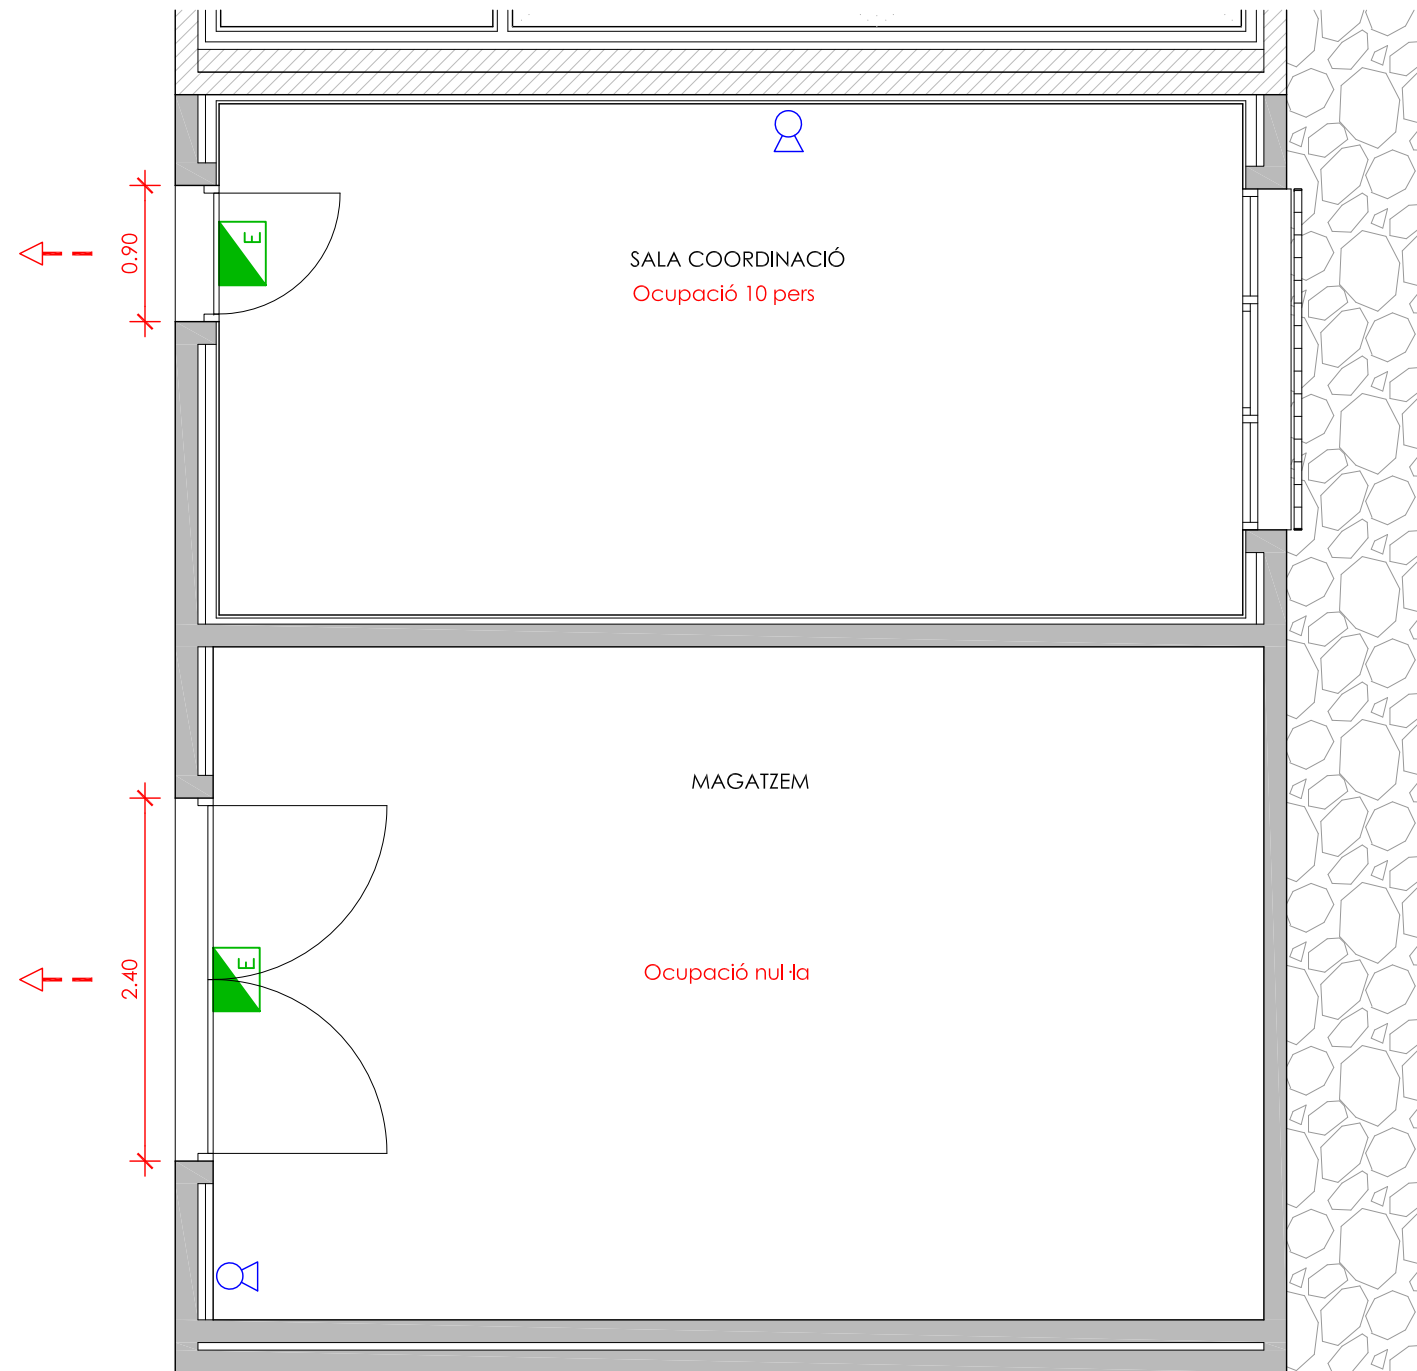 0.90
E
SALA COORDINACIÓ
Ocupació 10 pers
MAGATZEM
2.40
E
Ocupació nul·la